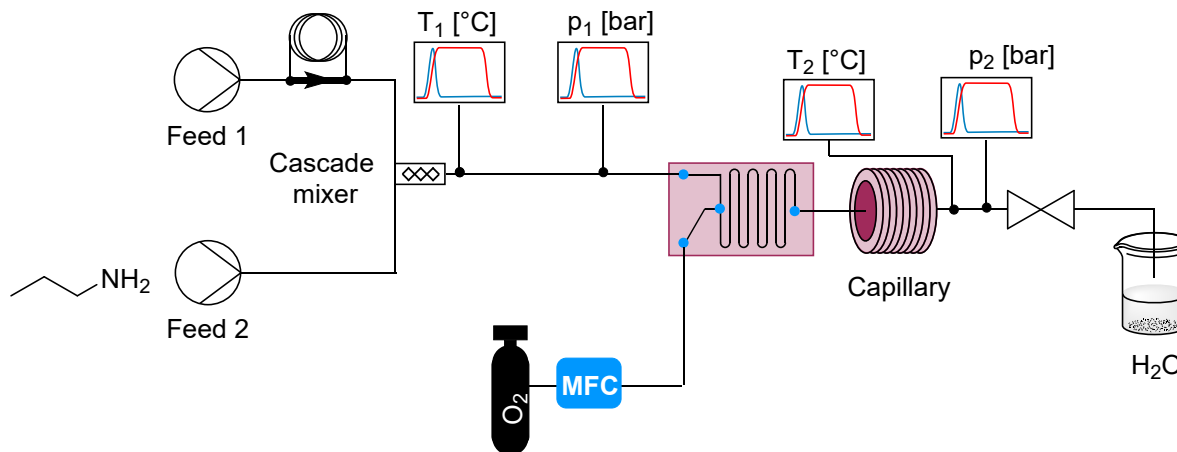 T₁ [°C]
p₁ [bar]
T₂ [°C]
p₂ [bar]
Feed 1
Cascade
mixer
NH₂
Feed 2
Capillary
O₂
MFC
H₂O